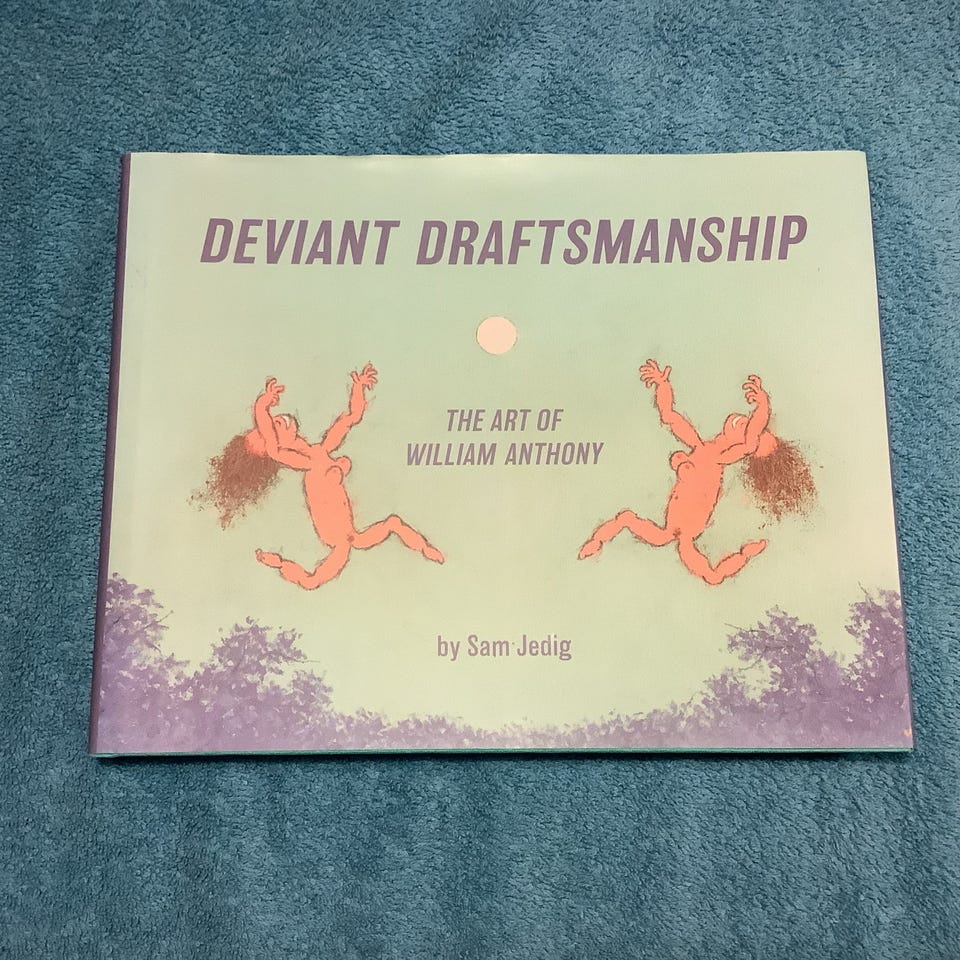 DEVIANT DRAFTSMANSHIP
THE ART OF
WILLIAM ANTHONY
by Sam Jedig